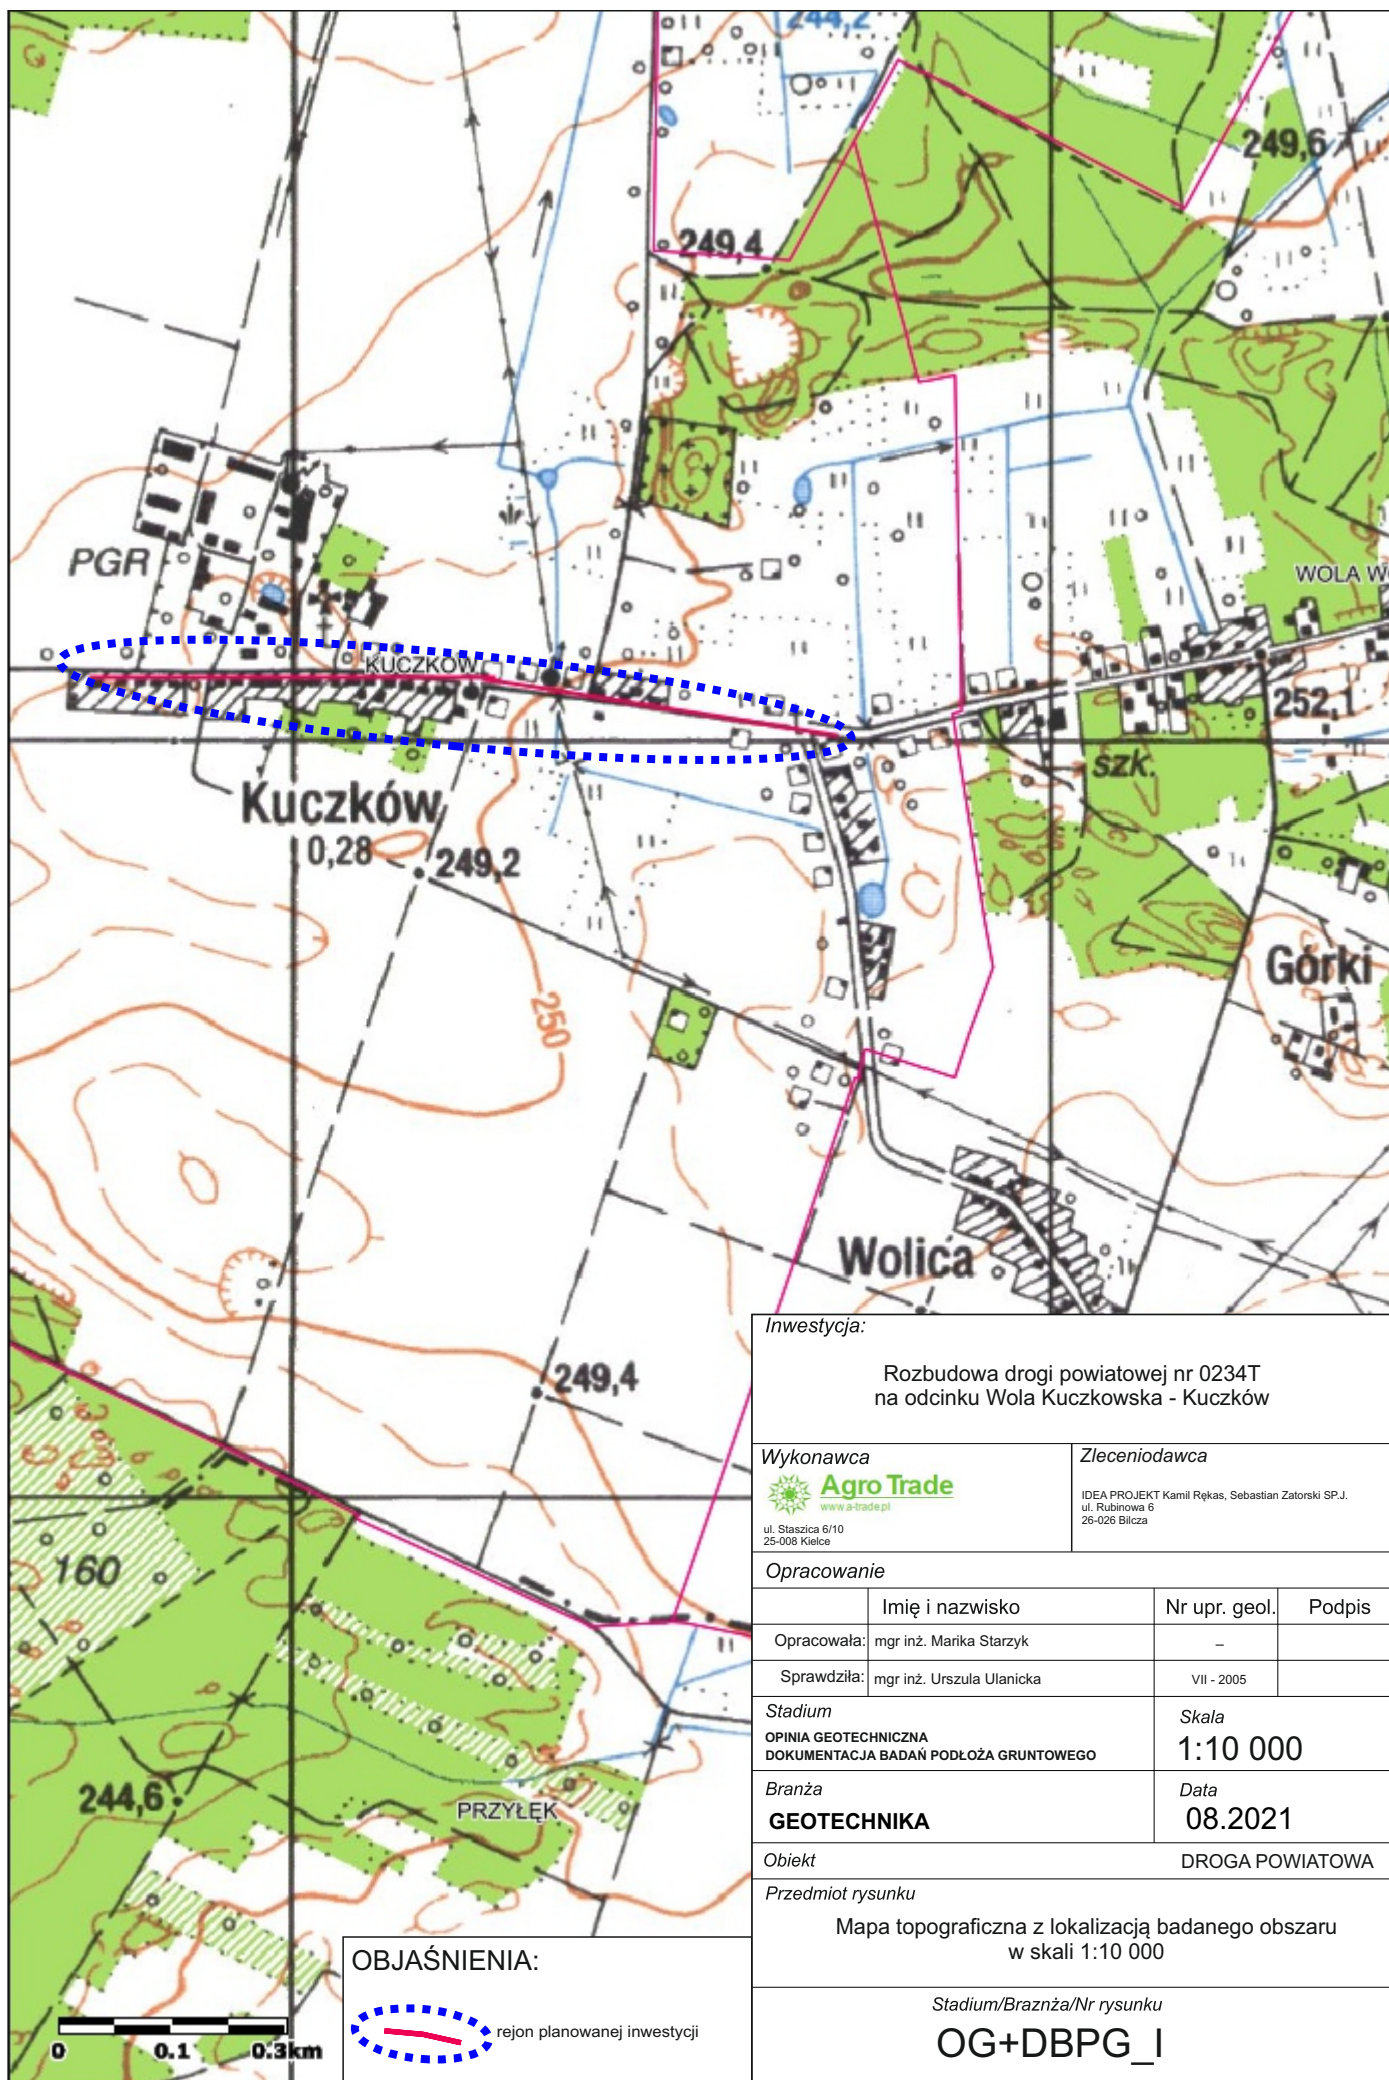 244,2
249,6
249,4
PGR
WOLA W
KUCZKÓW
252,1
szk.
Kuczków
0,28
249,2
Górki
250
Wolica
249,4
160
244,6
PRZYŁĘK
0 0.1 0.3km
OBJAŚNIENIA:
rejon planowanej inwestycji
Inwestycja:
Rozbudowa drogi powiatowej nr 0234T
na odcinku Wola Kuczkowska - Kuczków
Wykonawca
Agro Trade
www.a-trade.pl
ul. Staszica 6/10
25-008 Kielce
Zleceniodawca
IDEA PROJEKT Kamil Rękas, Sebastian Zatorski SP.J.
ul. Rubinowa 6
26-026 Bilcza
Opracowanie
Imię i nazwisko Nr upr. geol. Podpis
Opracowała: mgr inż. Marika Starzyk –
Sprawdziła: mgr inż. Urszula Ulanicka VII - 2005
Stadium
OPINIA GEOTECHNICZNA
DOKUMENTACJA BADAŃ PODŁOŻA GRUNTOWEGO
Skala
1:10 000
Branża
GEOTECHNIKA
Data
08.2021
Obiekt DROGA POWIATOWA
Przedmiot rysunku
Mapa topograficzna z lokalizacją badanego obszaru
w skali 1:10 000
Stadium/Braznża/Nr rysunku
OG+DBPG_I